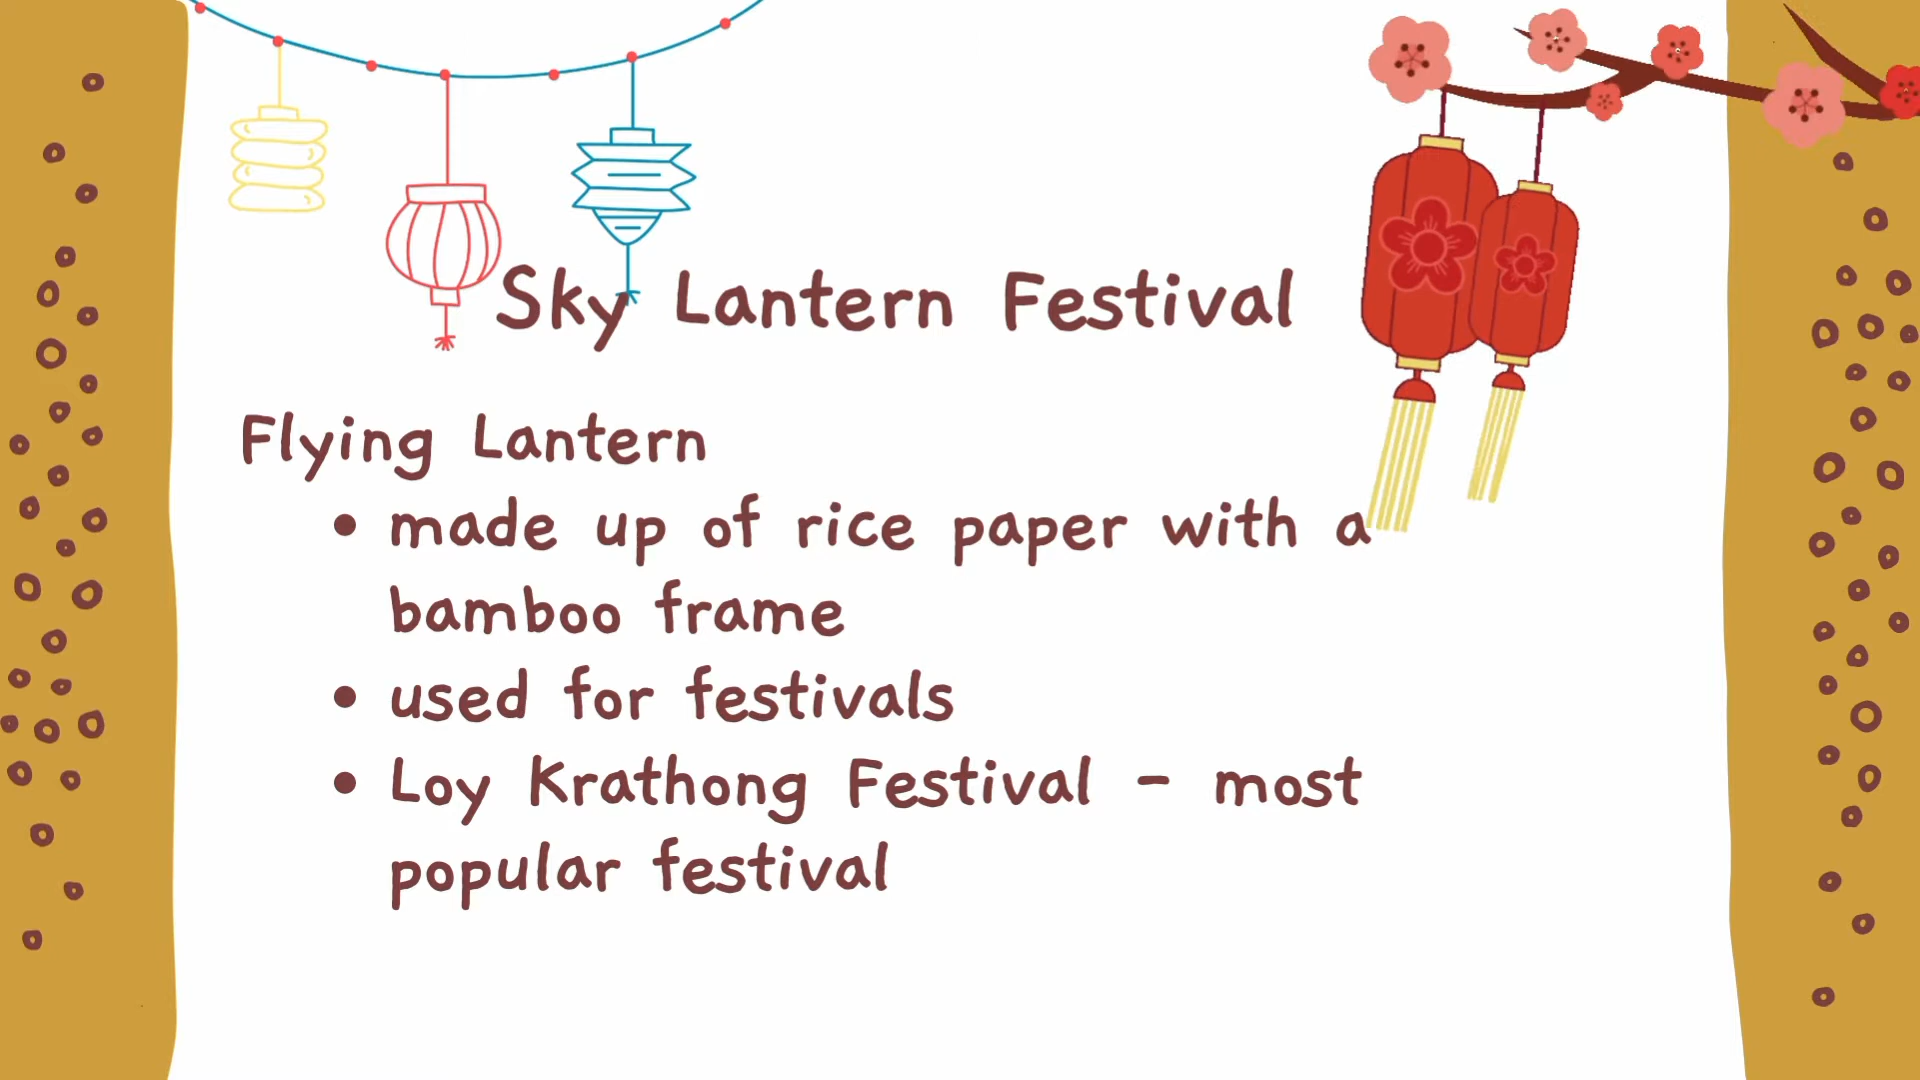 Sky Lantern Festival
Flying Lantern
• made up of rice paper with a
bamboo frame
• used for festivals
• Loy Krathong Festival - most
popular festival